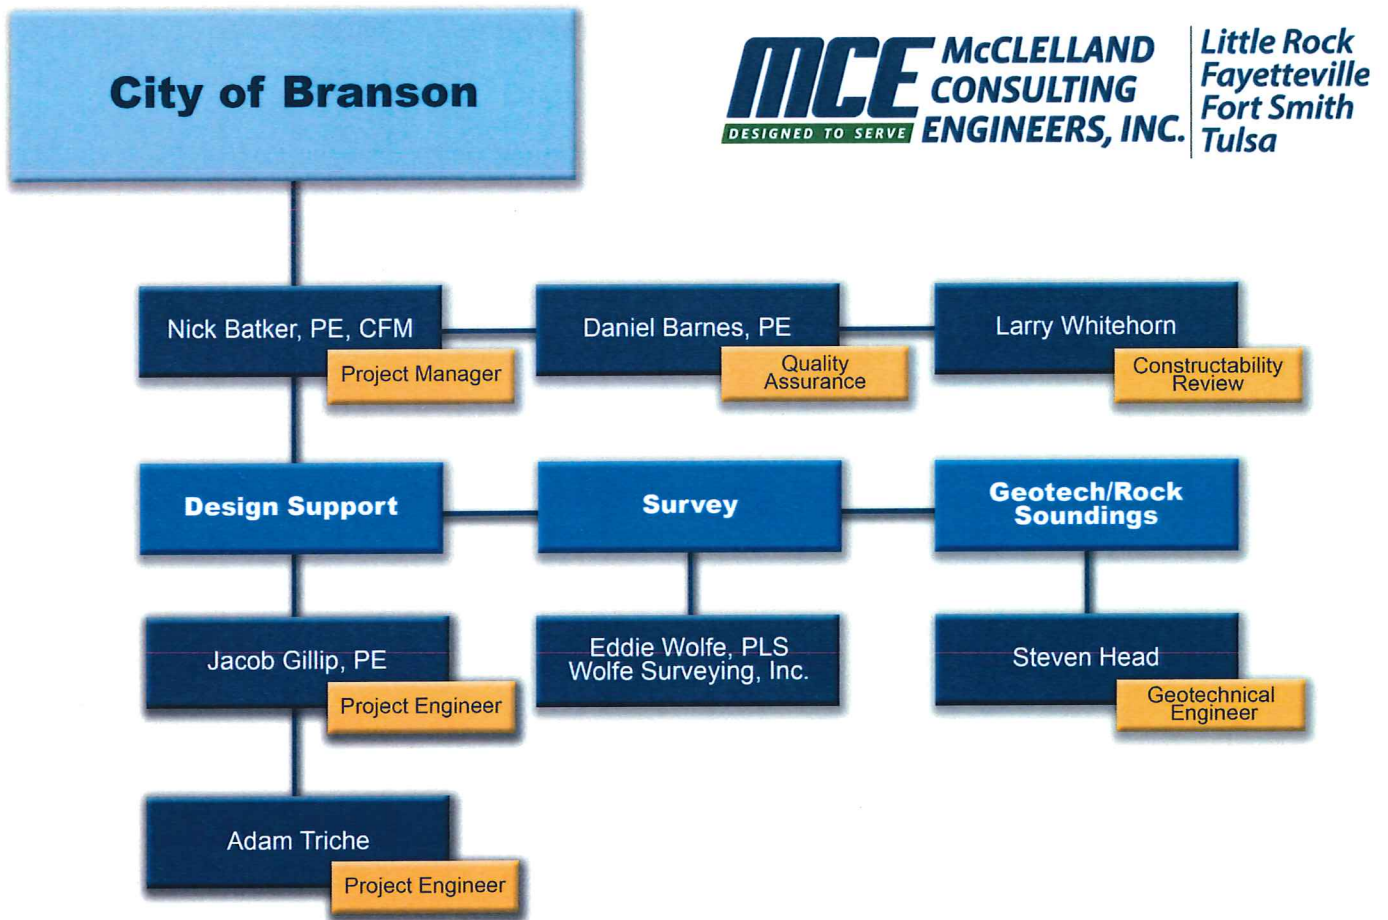 City of Branson
MCE
DESIGNED TO SERVE
McCLELLAND
CONSULTING
ENGINEERS, INC.
Little Rock
Fayetteville
Fort Smith
Tulsa
Nick Batker, PE, CFM
Project Manager
Daniel Barnes, PE
Quality
Assurance
Larry Whitehorn
Constructability
Review
Design Support
Survey
Geotech/Rock
Soundings
Jacob Gillip, PE
Project Engineer
Eddie Wolfe, PLS
Wolfe Surveying, Inc.
Steven Head
Geotechnical
Engineer
Adam Triche
Project Engineer